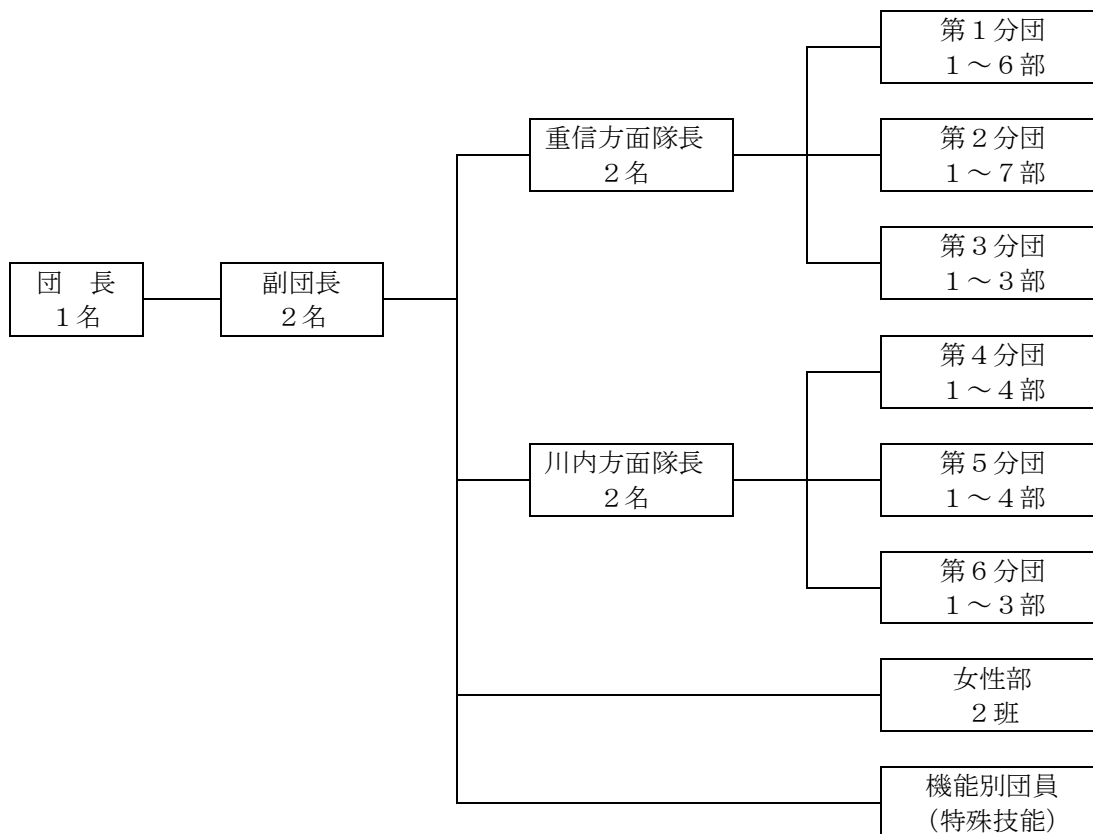 団　長
１名
副団長
２名
重信方面隊長
２名
第１分団
１～６部
第２分団
１～７部
第３分団
１～３部
川内方面隊長
２名
第４分団
１～４部
第５分団
１～４部
第６分団
１～３部
女性部
２班
機能別団員
（特殊技能）